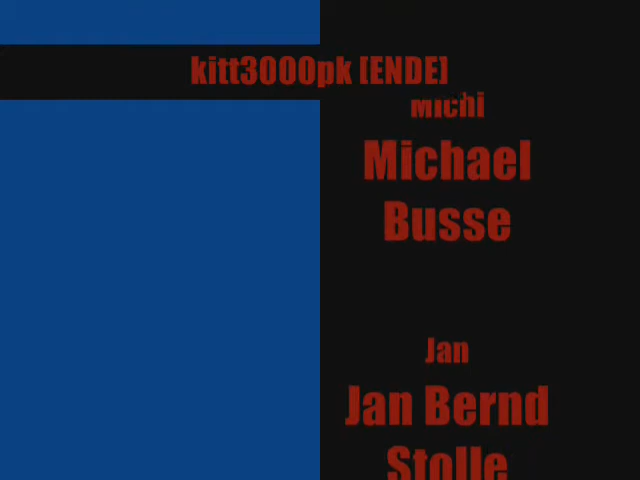 kitt3000pk [ENDE]
Michi
Michael
Busse
Jan
Jan Bernd
Stolle